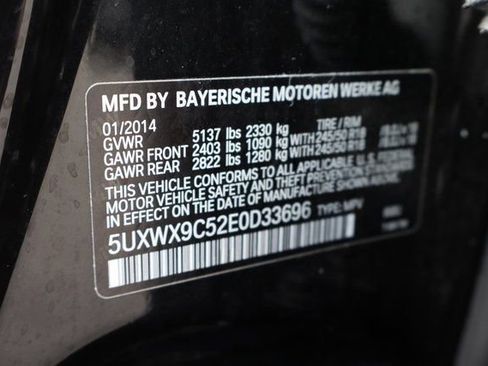 MFD BY BAYERISCHE MOTOREN WERKE AG
01/2014 TIRE / RIM
GVWR 5137 lbs 2330 kg
GAWR FRONT 2403 lbs 1090 kg W 245/50 R18
GAWR REAR 2822 lbs 1280 kg W 245/50 R18
THIS VEHICLE CONFORMS TO ALL APPLICABLE U.S. FEDERAL
MOTOR VEHICLE SAFETY AND THEFT PREVENTION STANDARDS
IN EFFECT ON THE DATE OF MANUFACTURE SHOWN ABOVE.
5UXWX9C52E0D33696 TYPE: MPV